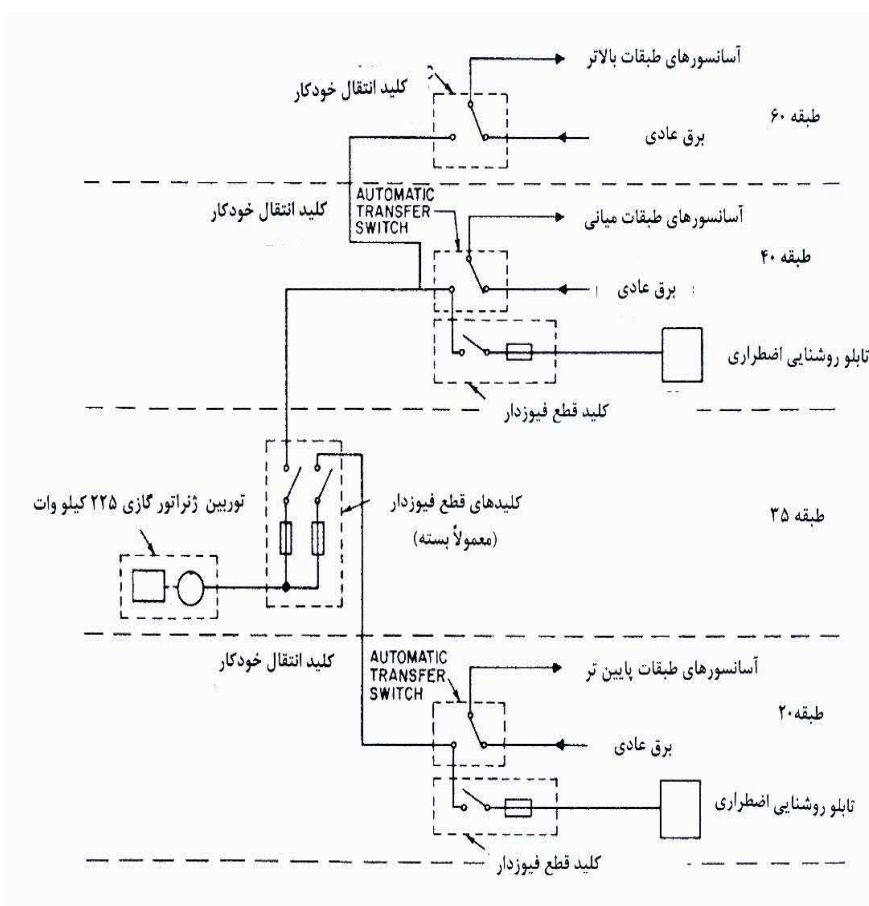 آسانسورهای طبقات بالاتر
کلید انتقال خودکار
طبقه ۶۰
برق عادی
AUTOMATIC
TRANSFER
SWITCH
کلید انتقال خودکار
آسانسورهای طبقات میانی
طبقه ۴۰
برق عادی
تابلو روشنایی اضطراری
کلید قطع فیوزدار
توربین ژنراتور گازی ۲۲۵ کیلو وات
کلیدهای قطع فیوزدار
(معمولاً بسته)
طبقه ۳۵
کلید انتقال خودکار
AUTOMATIC
TRANSFER
SWITCH
آسانسورهای طبقات پایین تر
طبقه۲۰
برق عادی
تابلو روشنایی اضطراری
کلید قطع فیوزدار